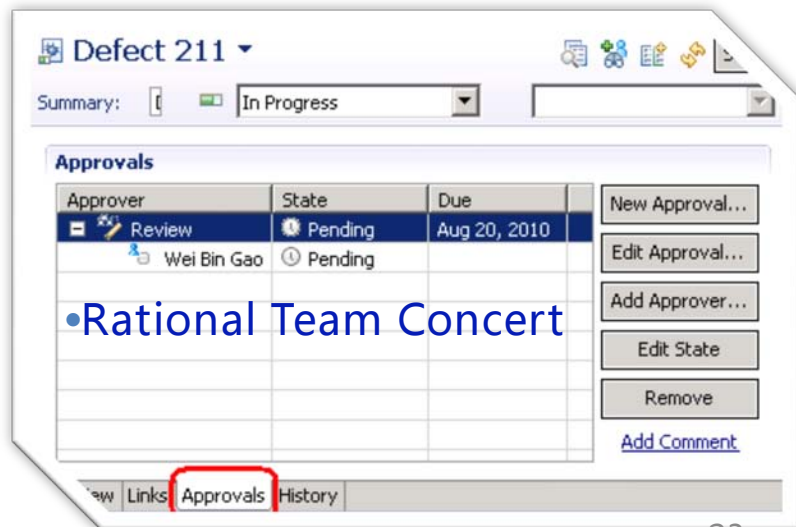 Defect 211
Summary: In Progress
Approvals
Approver State Due
Review Pending Aug 20, 2010
Wei Bin Gao Pending
New Approval...
Edit Approval...
Add Approver...
Edit State
Remove
Add Comment
•Rational Team Concert
Links Approvals History